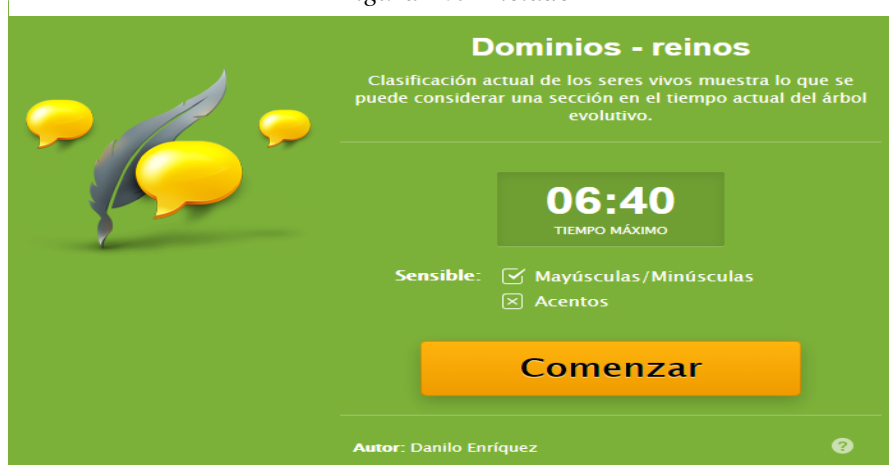 Dominios - reinos
Clasificación actual de los seres vivos muestra lo que se
puede considerar una sección en el tiempo actual del árbol
evolutivo.
06:40
TIEMPO MÁXIMO
Sensible: Mayúsculas/Minúsculas
Acentos
Comenzar
Autor: Danilo Enríquez
?